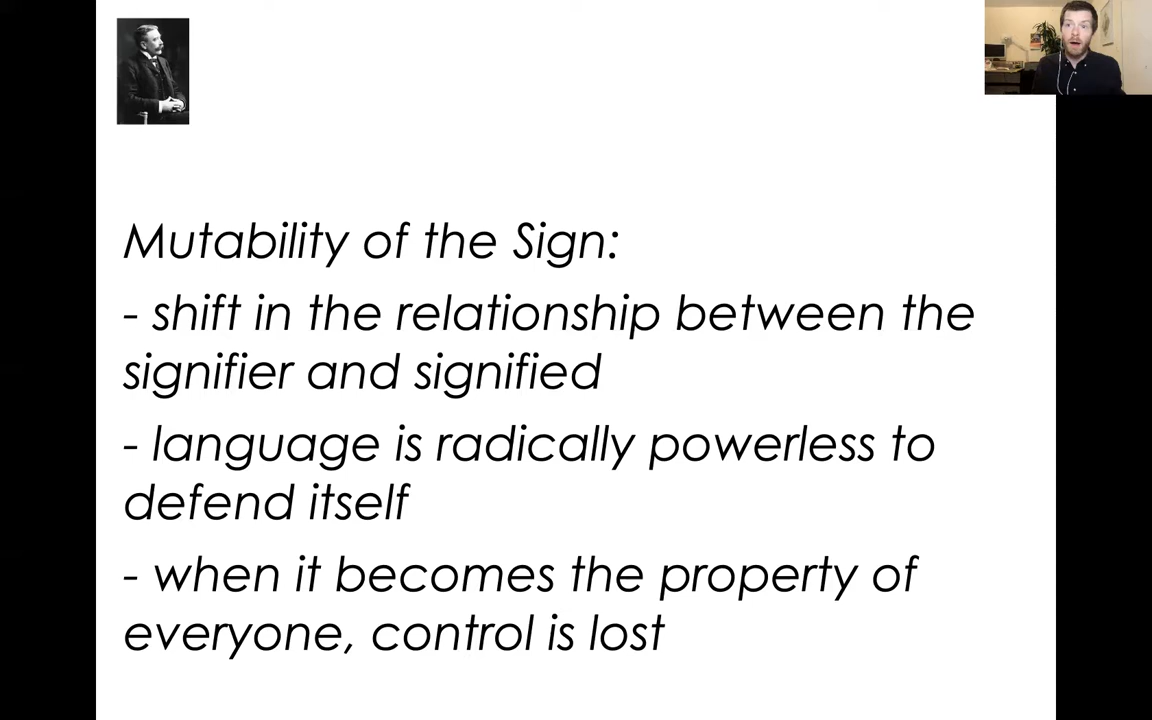 Mutability of the Sign:
- shift in the relationship between the
signifier and signified
- language is radically powerless to
defend itself
- when it becomes the property of
everyone, control is lost